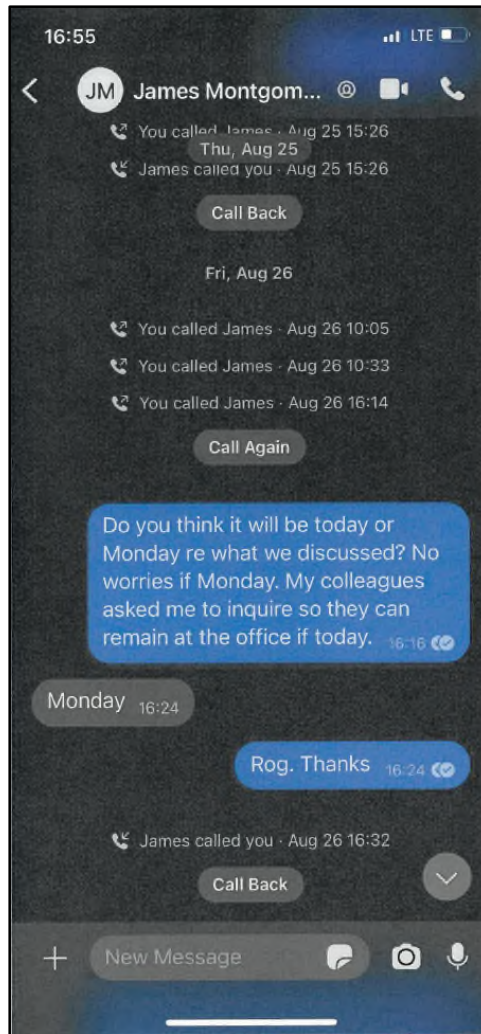 16:55 LTE
JM James Montgom...
You called James · Aug 25 15:26
Thu, Aug 25
James called you · Aug 25 15:26
Call Back
Fri, Aug 26
You called James · Aug 26 10:05
You called James · Aug 26 10:33
You called James · Aug 26 16:14
Call Again
Do you think it will be today or
Monday re what we discussed? No
worries if Monday. My colleagues
asked me to inquire so they can
remain at the office if today. 16:16
Monday 16:24
Rog. Thanks 16:24
James called you · Aug 26 16:32
Call Back
New Message